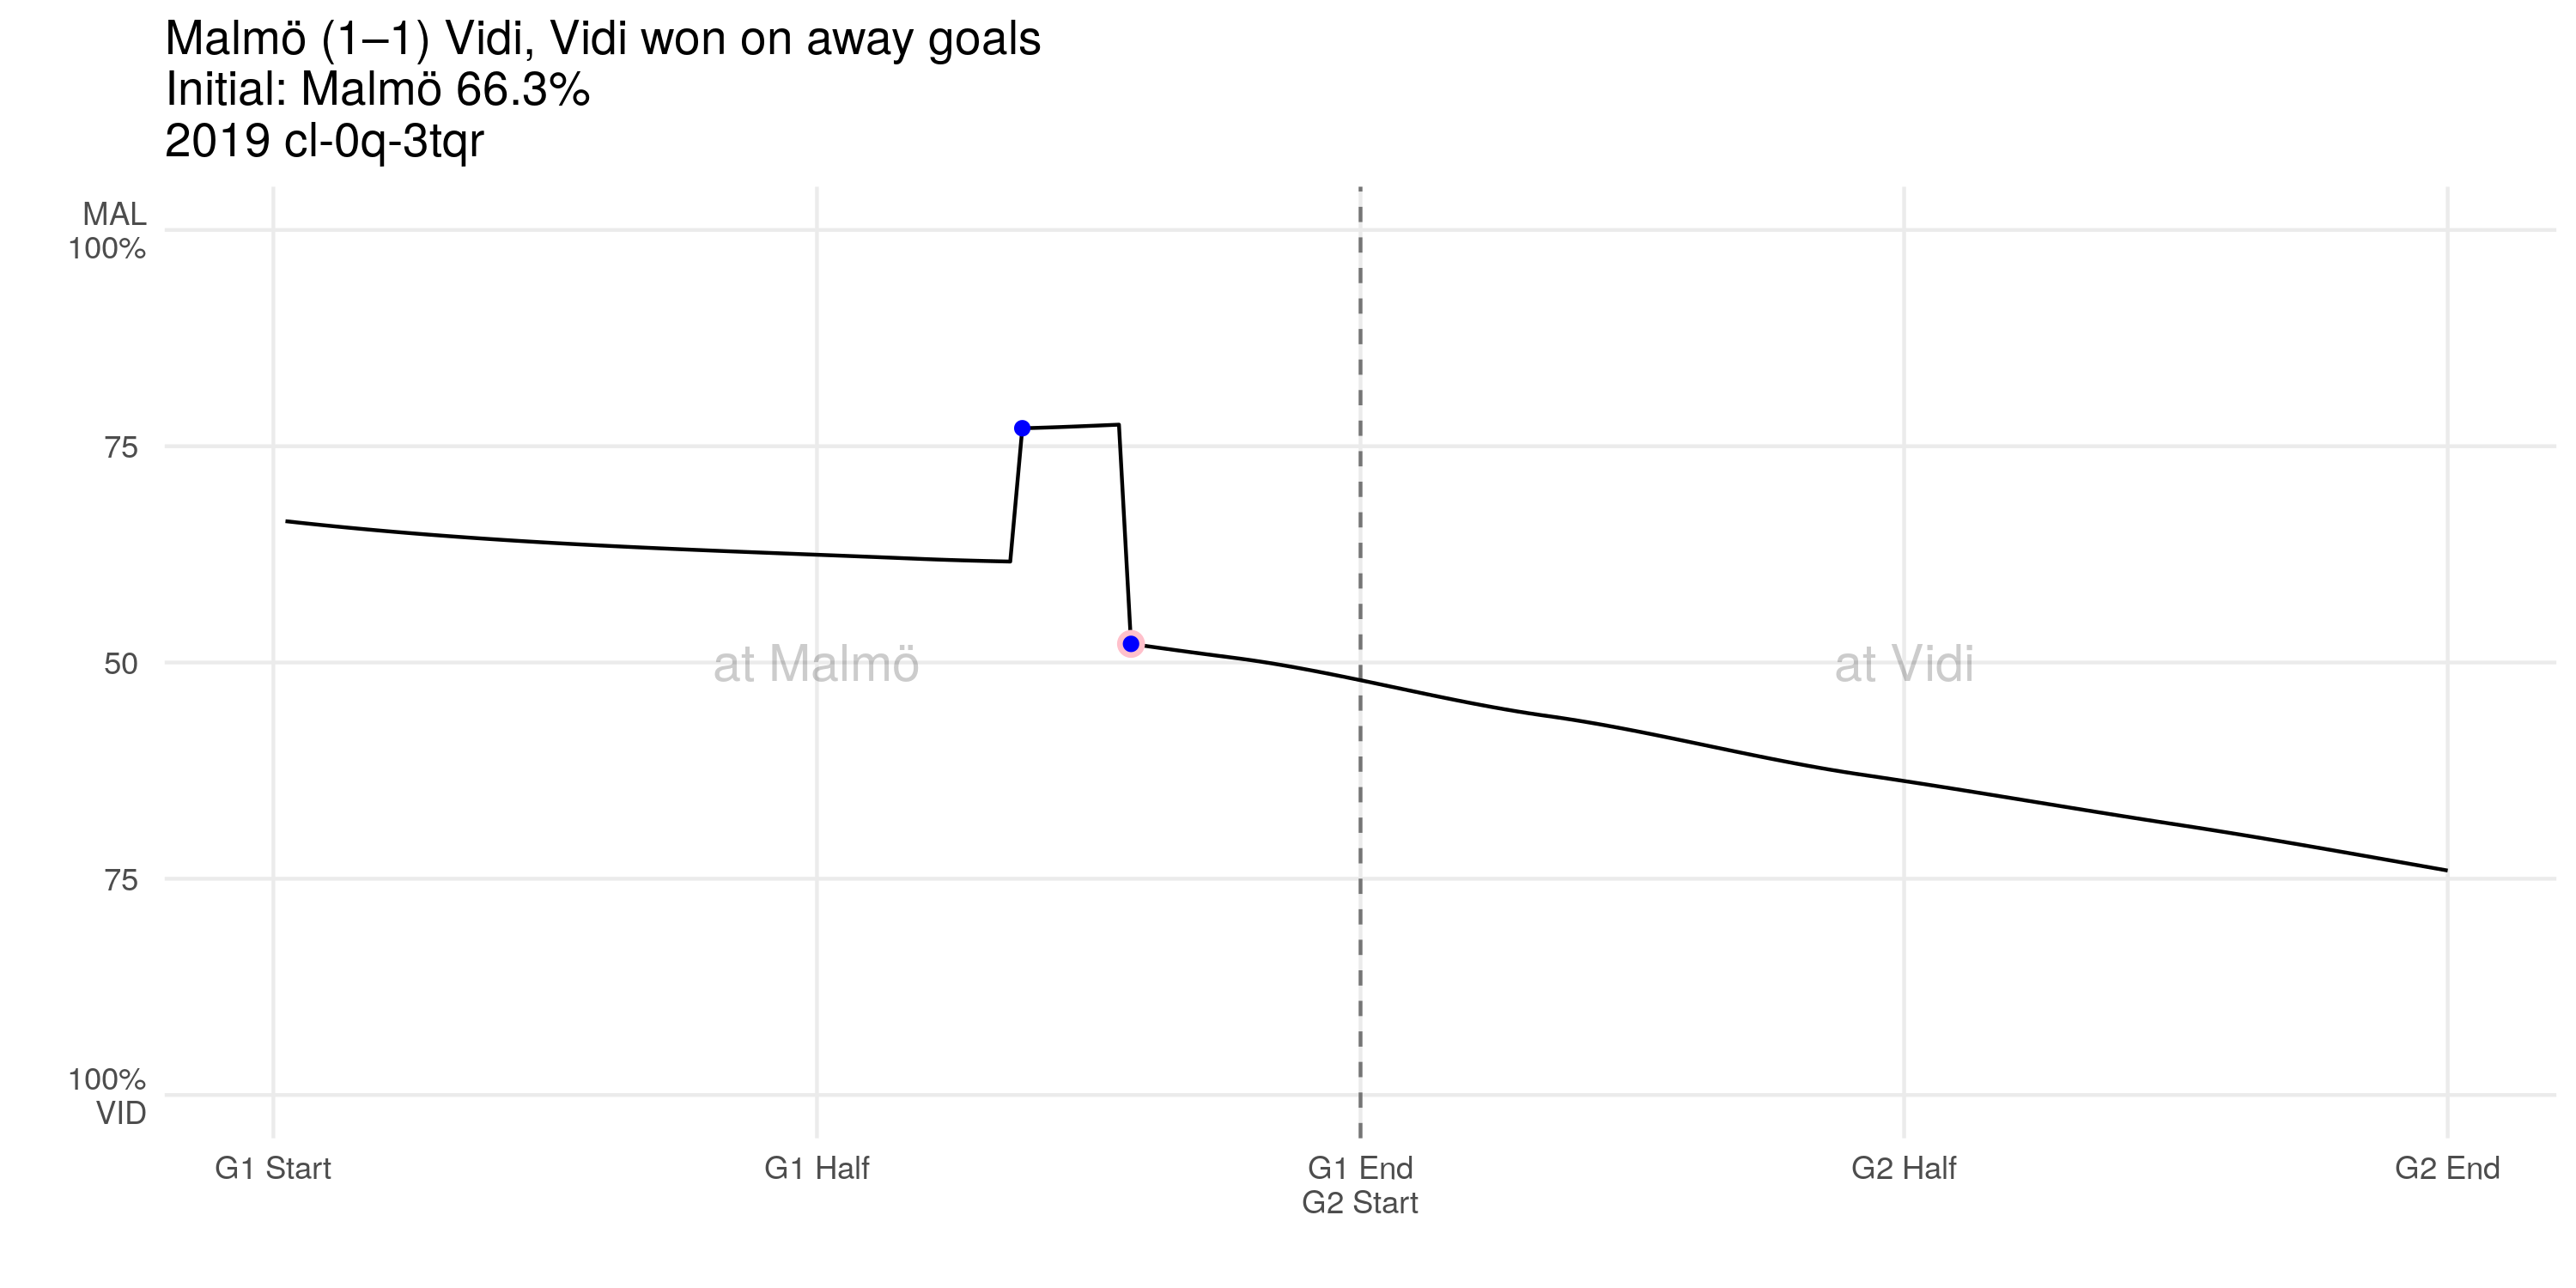 Malmö (1–1) Vidi, Vidi won on away goals
Initial: Malmö 66.3%
2019 cl-0q-3tqr
MAL
100%
75
50
75
100%
VID
at Malmö
at Vidi
G1 Start
G1 Half
G1 End
G2 Start
G2 Half
G2 End